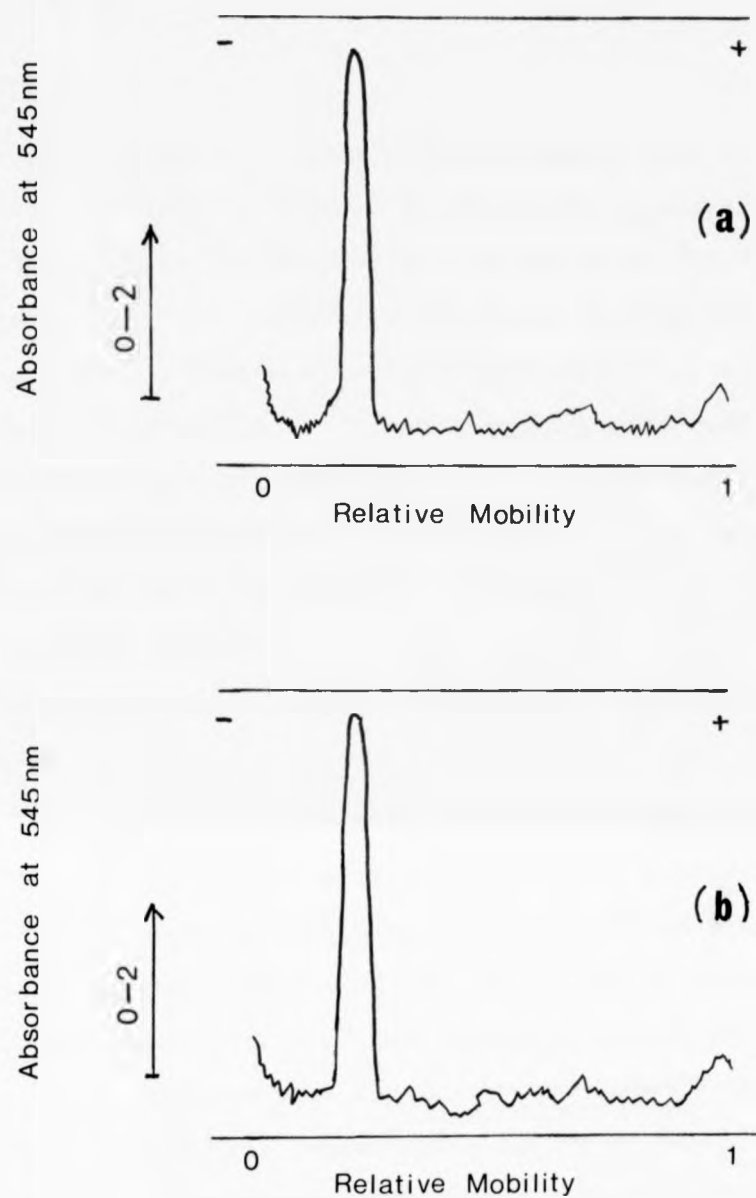 − +
Absorbance at 545nm
0−2
(a)
0 1
Relative Mobility
− +
Absorbance at 545nm
0−2
(b)
0 1
Relative Mobility